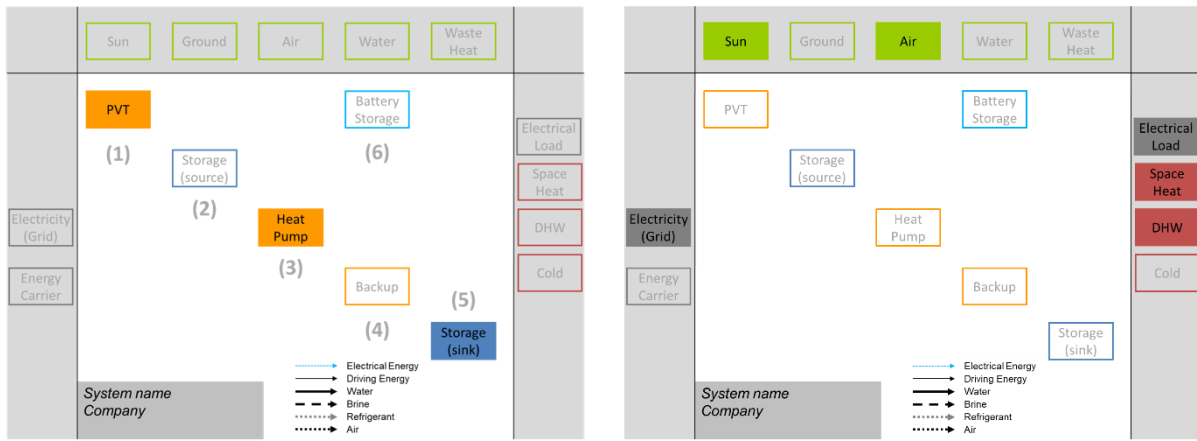 Sun
Ground
Air
Water
Waste
Heat
PVT
(1)
Battery
Storage
(6)
Electrical
Load
Storage
(source)
(2)
Space
Heat
Electricity
(Grid)
Heat
Pump
(3)
DHW
Energy
Carrier
Backup
(4)
Cold
(5)
Storage
(sink)
System name
Company
Electrical Energy
Driving Energy
Water
Brine
Refrigerant
Air
Sun
Ground
Air
Water
Waste
Heat
PVT
Battery
Storage
Electrical
Load
Storage
(source)
Space
Heat
Electricity
(Grid)
Heat
Pump
DHW
Energy
Carrier
Backup
Cold
Storage
(sink)
System name
Company
Electrical Energy
Driving Energy
Water
Brine
Refrigerant
Air